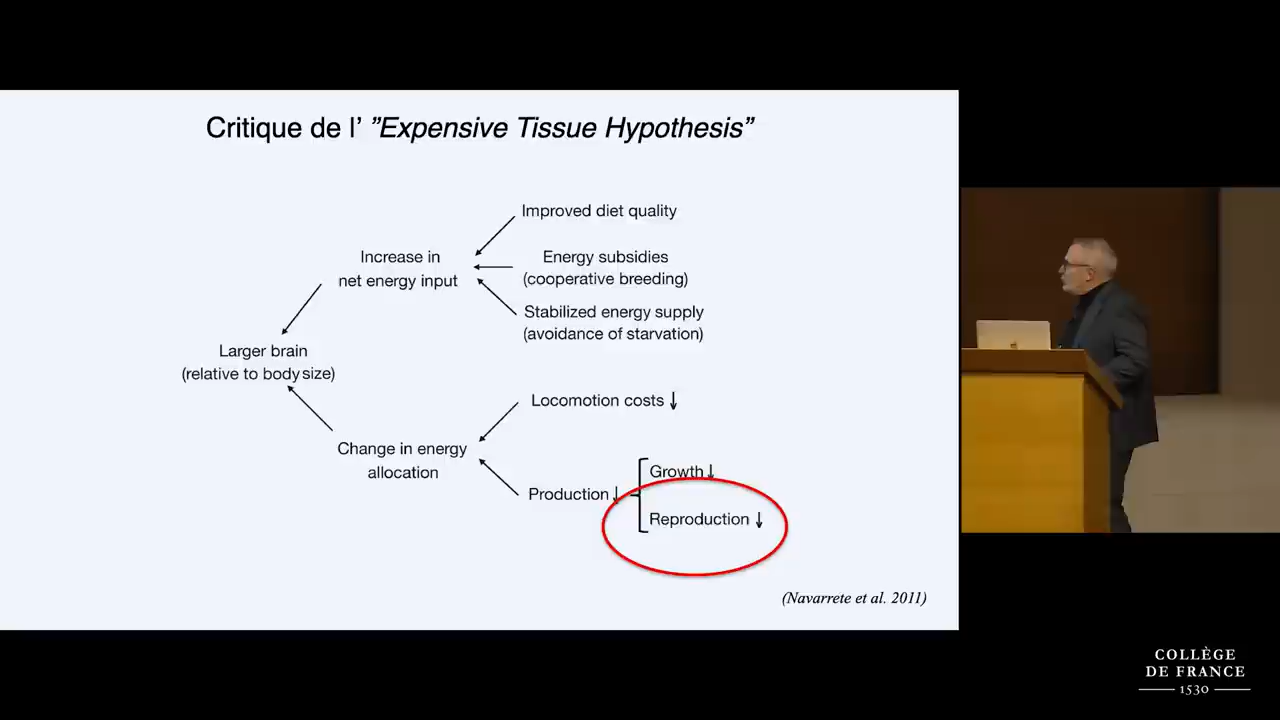 Critique de l' ”Expensive Tissue Hypothesis”
Improved diet quality
Increase in
net energy input
Energy subsidies
(cooperative breeding)
Stabilized energy supply
(avoidance of starvation)
Larger brain
(relative to body size)
Locomotion costs ↓
Change in energy
allocation
Production ↓
Growth ↓
Reproduction ↓
(Navarrete et al. 2011)
COLLÈGE
DE FRANCE
1530